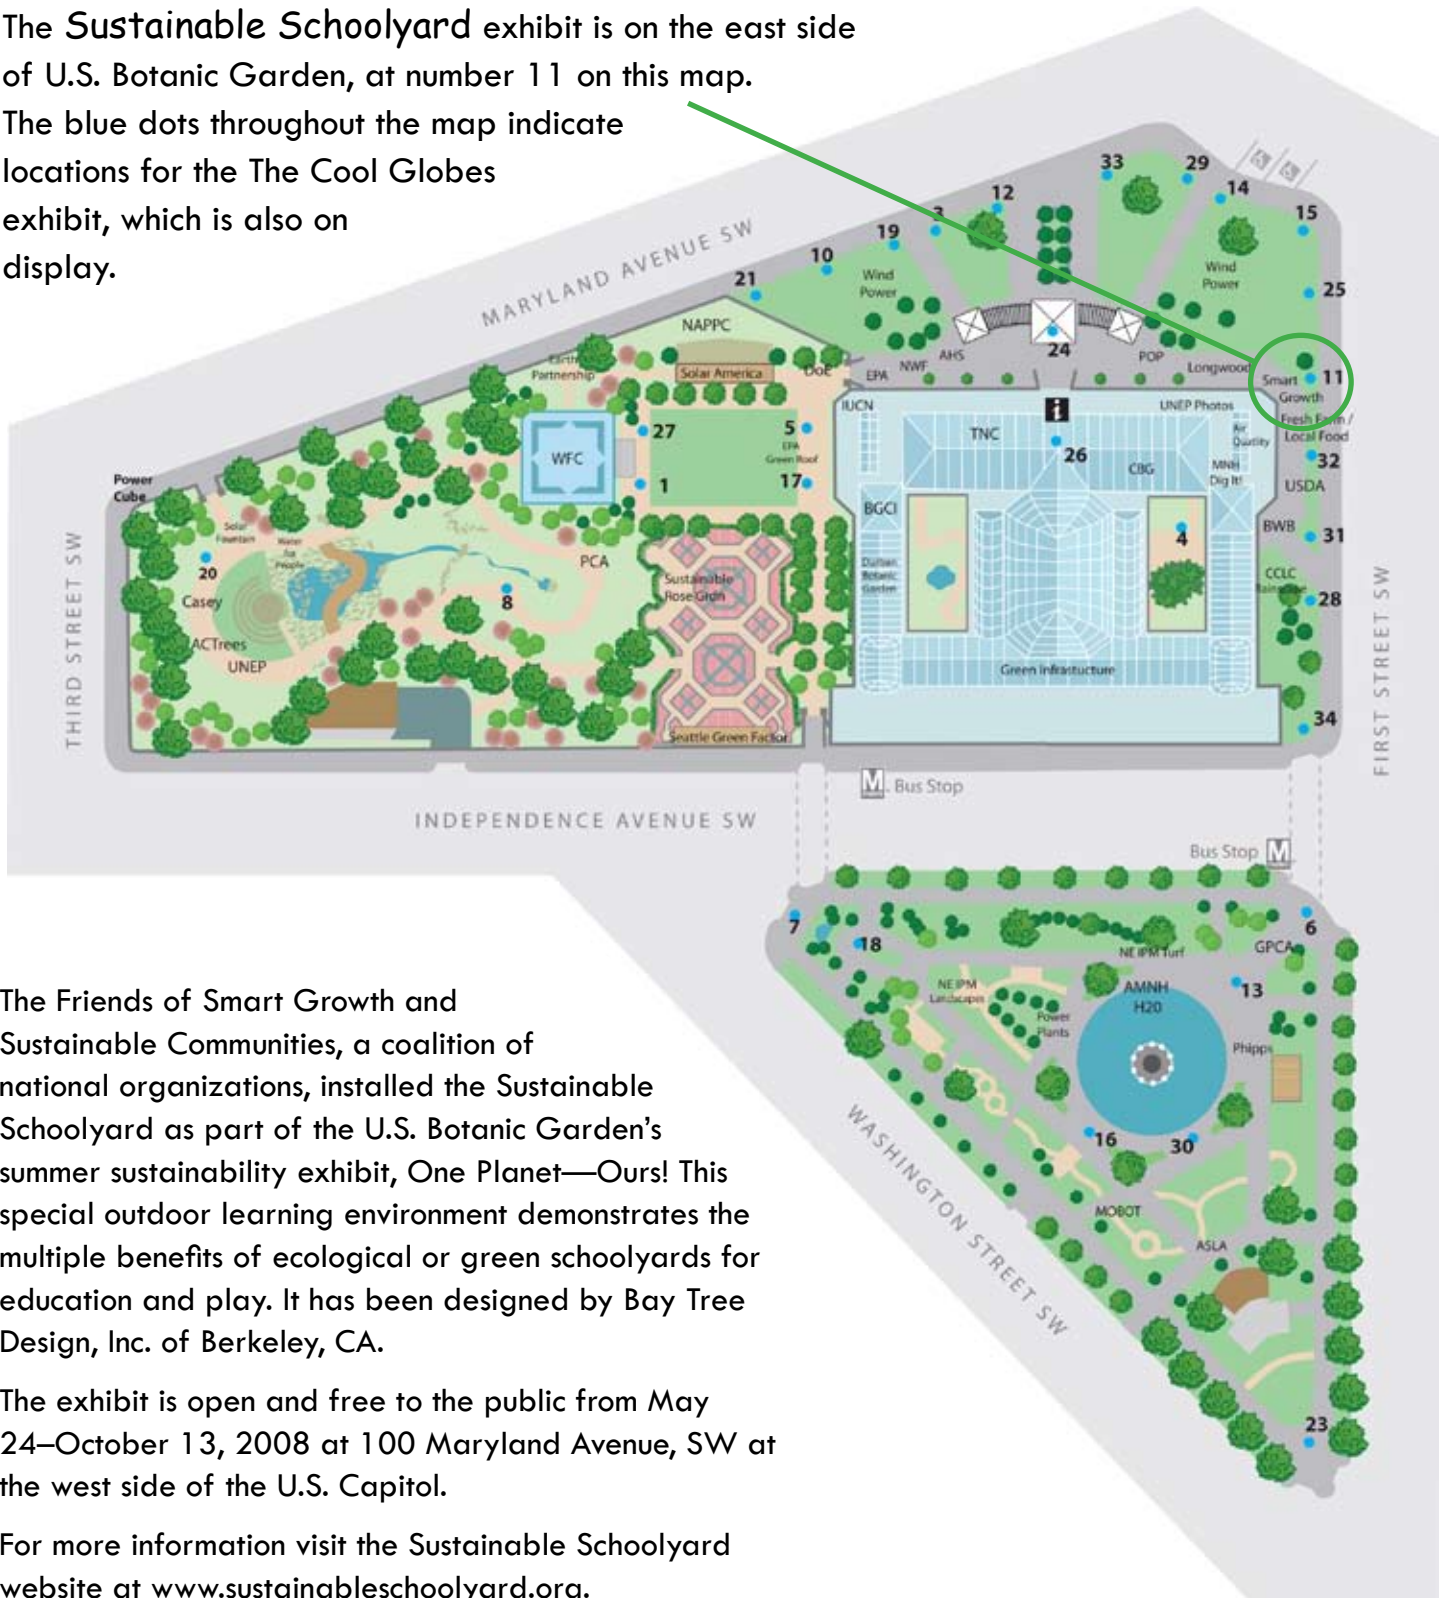 The Sustainable Schoolyard exhibit is on the east side
of U.S. Botanic Garden, at number 11 on this map.
The blue dots throughout the map indicate
locations for the The Cool Globes
exhibit, which is also on
display.
MARYLAND AVENUE SW
33
29
14
12
3
15
19
10
21
25
Wind
Power
Wind
Power
NAPPC
24
Earth
Partnership
Solar America
DoE
EPA
NWF
AHS
POP
Longwood
Smart
Growth
11
IUCN
i
UNEP Photos
Fresh Farm /
Local Food
27
5
EPA
Green Roof
TNC
26
CBG
Air
Quality
MNH
Dig It!
32
USDA
WFC
1
17
Power
Cube
BGCI
4
BWB
31
Solar
Fountain
Water
for
People
20
Casey
ACTrees
UNEP
8
PCA
Sustainable
Rose Grdn
Durban
Botanic
Garden
CCLC
28
Green Infrastucture
34
Seattle Green Factor
THIRD STREET SW
FIRST STREET SW
M Bus Stop
INDEPENDENCE AVENUE SW
Bus Stop M
7
18
6
NE IPM Turf
GPCA
NE IPM
Landscapes
AMNH
H20
13
Power
Plants
Phipps
16
30
MOBOT
ASLA
WASHINGTON STREET SW
23
The Friends of Smart Growth and
Sustainable Communities, a coalition of
national organizations, installed the Sustainable
Schoolyard as part of the U.S. Botanic Garden’s
summer sustainability exhibit, One Planet—Ours! This
special outdoor learning environment demonstrates the
multiple benefits of ecological or green schoolyards for
education and play. It has been designed by Bay Tree
Design, Inc. of Berkeley, CA.
The exhibit is open and free to the public from May
24–October 13, 2008 at 100 Maryland Avenue, SW at
the west side of the U.S. Capitol.
For more information visit the Sustainable Schoolyard
website at www.sustainableschoolyard.org.